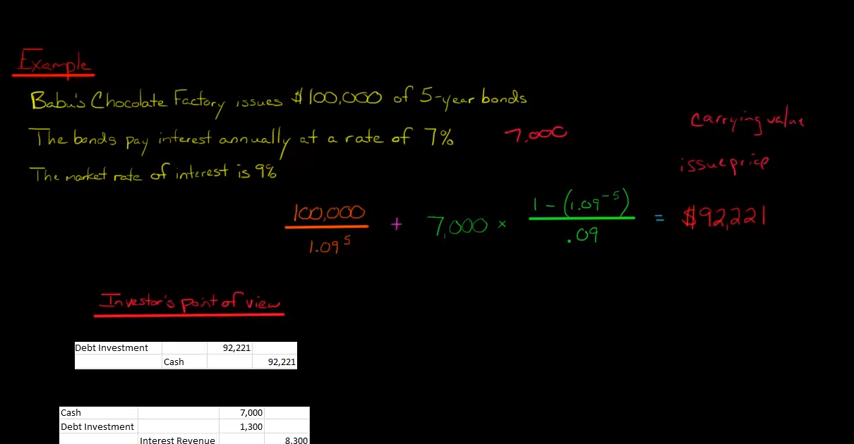 Example
Babu's Chocolate Factory issues $100,000 of 5-year bonds
The bonds pay interest annually at a rate of 7%
7,000
The market rate of interest is 9%
carrying value
issue price
100,000
1.09^5
+ 7,000 ×
1 - (1.09^-5)
.09
= $92,221
Investor's point of view
Debt Investment 92,221
Cash 92,221
Cash 7,000
Debt Investment 1,300
Interest Revenue 8,300